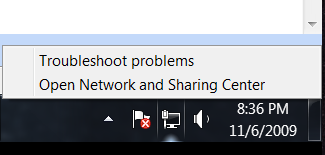 Troubleshoot problems
Open Network and Sharing Center
8:36 PM
11/6/2009